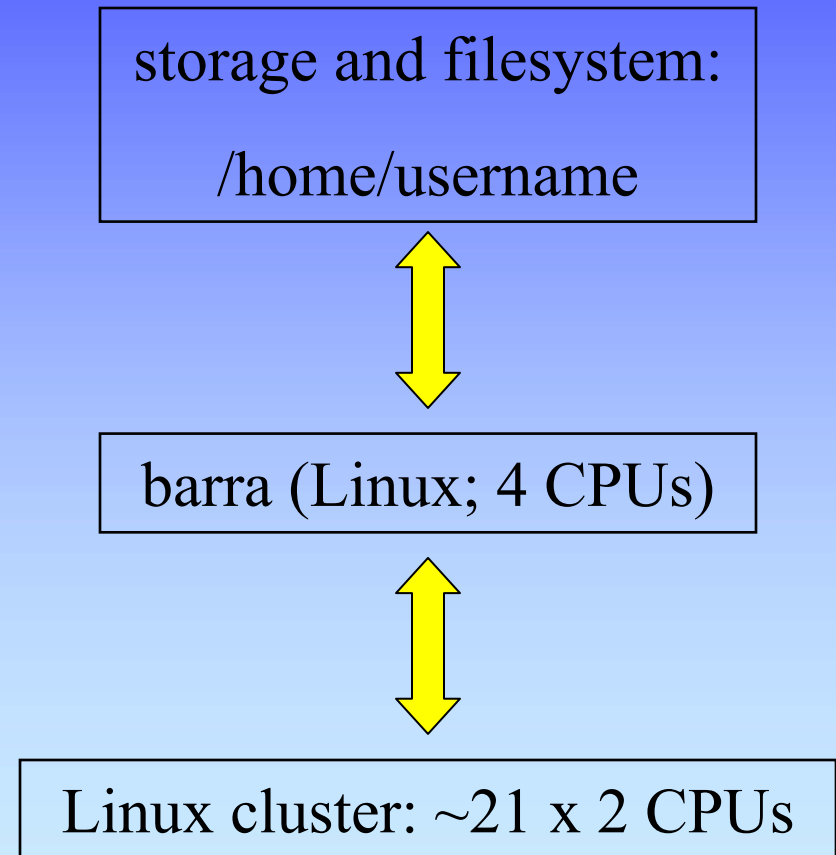 storage and filesystem:
/home/username
barra (Linux; 4 CPUs)
Linux cluster: ~21 x 2 CPUs